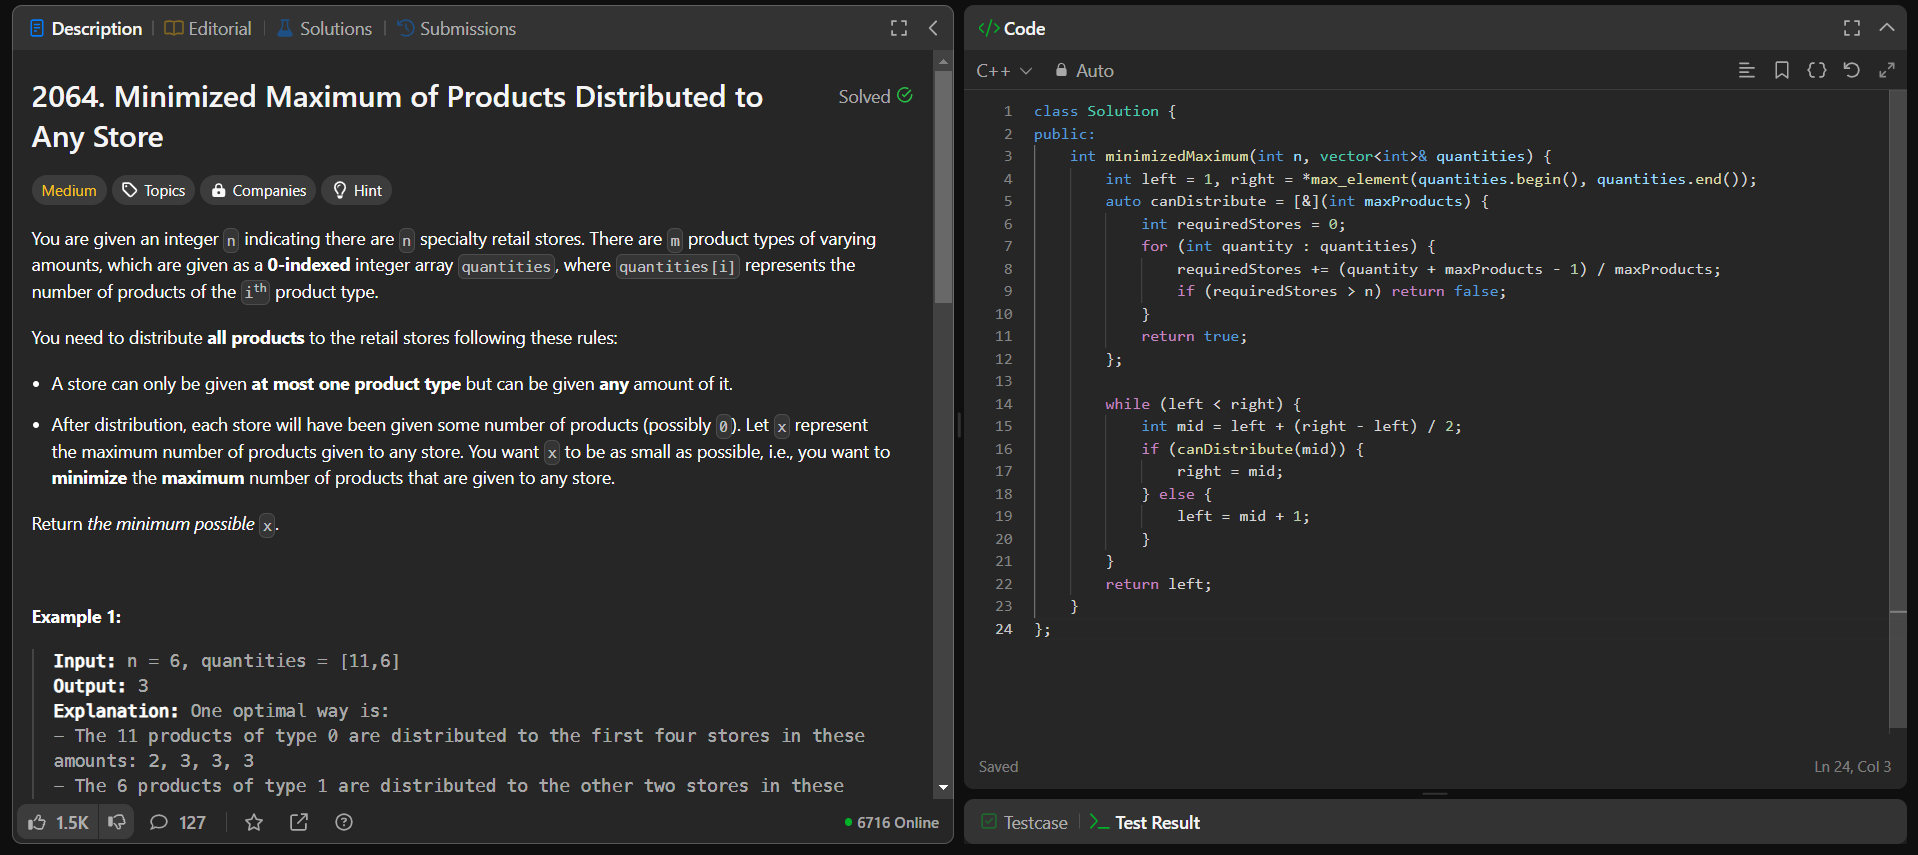 Description
Editorial
Solutions
Submissions
2064. Minimized Maximum of Products Distributed to
Any Store
Solved
Medium
Topics
Companies
Hint
You are given an integer n indicating there are n specialty retail stores. There are m product types of varying
amounts, which are given as a 0-indexed integer array quantities, where quantities[i] represents the
number of products of the ith product type.
You need to distribute all products to the retail stores following these rules:
• A store can only be given at most one product type but can be given any amount of it.
• After distribution, each store will have been given some number of products (possibly 0). Let x represent
the maximum number of products given to any store. You want x to be as small as possible, i.e., you want to
minimize the maximum number of products that are given to any store.
Return the minimum possible x.
Example 1:
Input: n = 6, quantities = [11,6]
Output: 3
Explanation: One optimal way is:
- The 11 products of type 0 are distributed to the first four stores in these
amounts: 2, 3, 3, 3
- The 6 products of type 1 are distributed to the other two stores in these
1.5K
127
6716 Online
</> Code
C++
Auto
1 class Solution {
2 public:
3     int minimizedMaximum(int n, vector<int>& quantities) {
4         int left = 1, right = *max_element(quantities.begin(), quantities.end());
5         auto canDistribute = [&](int maxProducts) {
6             int requiredStores = 0;
7             for (int quantity : quantities) {
8                 requiredStores += (quantity + maxProducts - 1) / maxProducts;
9                 if (requiredStores > n) return false;
10             }
11             return true;
12         };
13
14         while (left < right) {
15             int mid = left + (right - left) / 2;
16             if (canDistribute(mid)) {
17                 right = mid;
18             } else {
19                 left = mid + 1;
20             }
21         }
22         return left;
23     }
24 };
Saved
Ln 24, Col 3
Testcase
Test Result